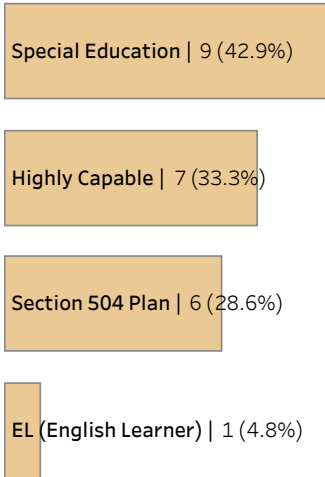 Special Education | 9 (42.9%)
Highly Capable | 7 (33.3%)
Section 504 Plan | 6 (28.6%)
EL (English Learner) | 1 (4.8%)